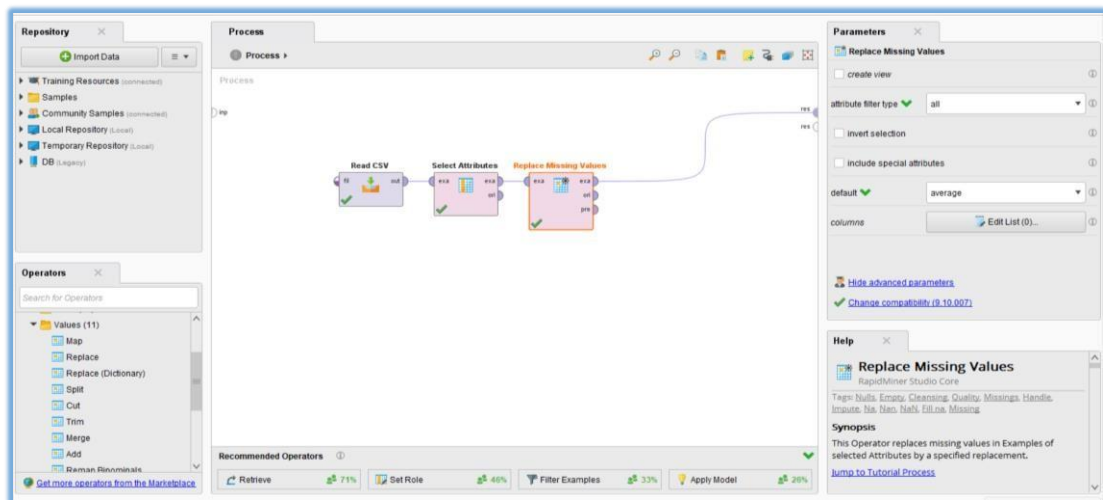 Repository
Import Data
Training Resources (connected)
Samples
Community Samples (connected)
Local Repository (Local)
Temporary Repository (Local)
DB (Legacy)
Operators
Search for Operators
Values (11)
Map
Replace
Replace (Dictionary)
Split
Cut
Trim
Merge
Add
Remap Binominals
Get more operators from the Marketplace
Process
Process
Process
inp
res
res
Read CSV
Select Attributes
Replace Missing Values
fil
out
exa
exa
ori
exa
exa
ori
pre
Recommended Operators
Retrieve 71%
Set Role 46%
Filter Examples 33%
Apply Model 26%
Parameters
Replace Missing Values
create view
attribute filter type all
invert selection
include special attributes
default average
columns Edit List (0)...
Hide advanced parameters
Change compatibility (9.10.007)
Help
Replace Missing Values
RapidMiner Studio Core
Tags: Nulls, Empty, Cleansing, Quality, Missings, Handle,
Impute, Na, Nan, NaN, Fill na, Missing
Synopsis
This Operator replaces missing values in Examples of
selected Attributes by a specified replacement.
Jump to Tutorial Process